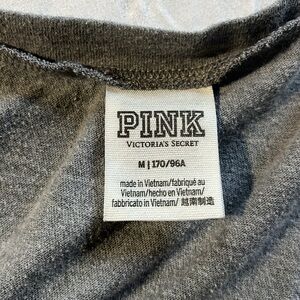 PINK
VICTORIA'S SECRET
M | 170/96A
made in Vietnam/fabriqué au
Vietnam/hecho en Vietnam/
fabbricato in Vietnam/ 越南制造